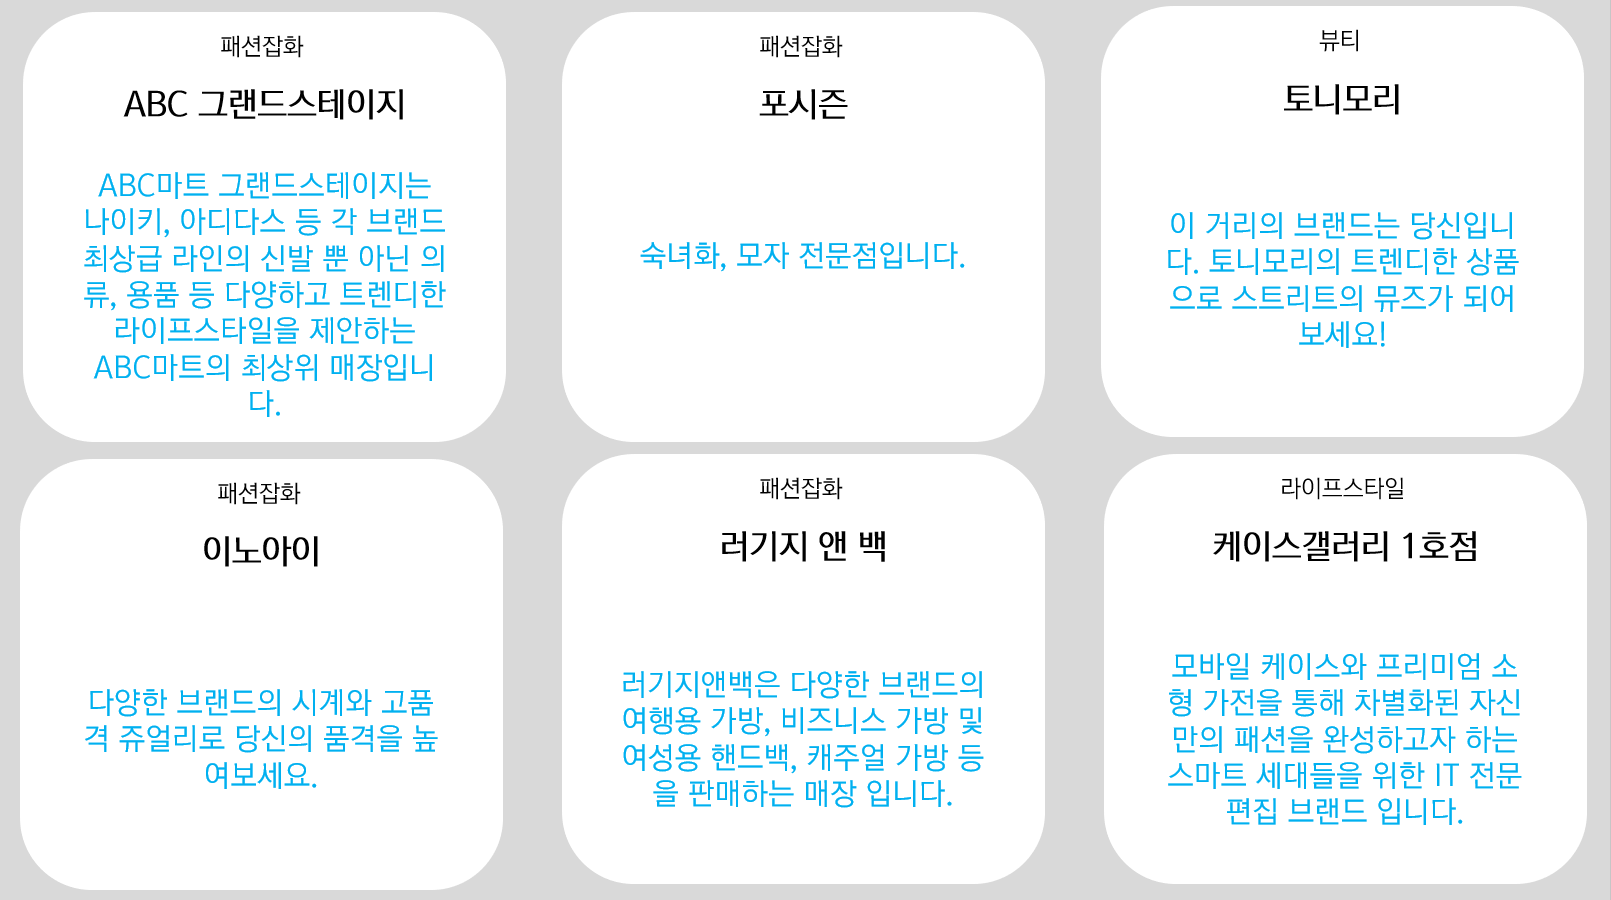 패션잡화
ABC 그랜드스테이지
ABC마트 그랜드스테이지는
나이키, 아디다스 등 각 브랜드
최상급 라인의 신발 뿐 아닌 의
류, 용품 등 다양하고 트렌디한
라이프스타일을 제안하는
ABC마트의 최상위 매장입니
다.
패션잡화
포시즌
숙녀화, 모자 전문점입니다.
뷰티
토니모리
이 거리의 브랜드는 당신입니
다. 토니모리의 트렌디한 상품
으로 스트리트의 뮤즈가 되어
보세요!
패션잡화
이노아이
다양한 브랜드의 시계와 고품
격 쥬얼리로 당신의 품격을 높
여보세요.
패션잡화
러기지 앤 백
러기지앤백은 다양한 브랜드의
여행용 가방, 비즈니스 가방 및
여성용 핸드백, 캐주얼 가방 등
을 판매하는 매장 입니다.
라이프스타일
케이스갤러리 1호점
모바일 케이스와 프리미엄 소
형 가전을 통해 차별화된 자신
만의 패션을 완성하고자 하는
스마트 세대들을 위한 IT 전문
편집 브랜드 입니다.